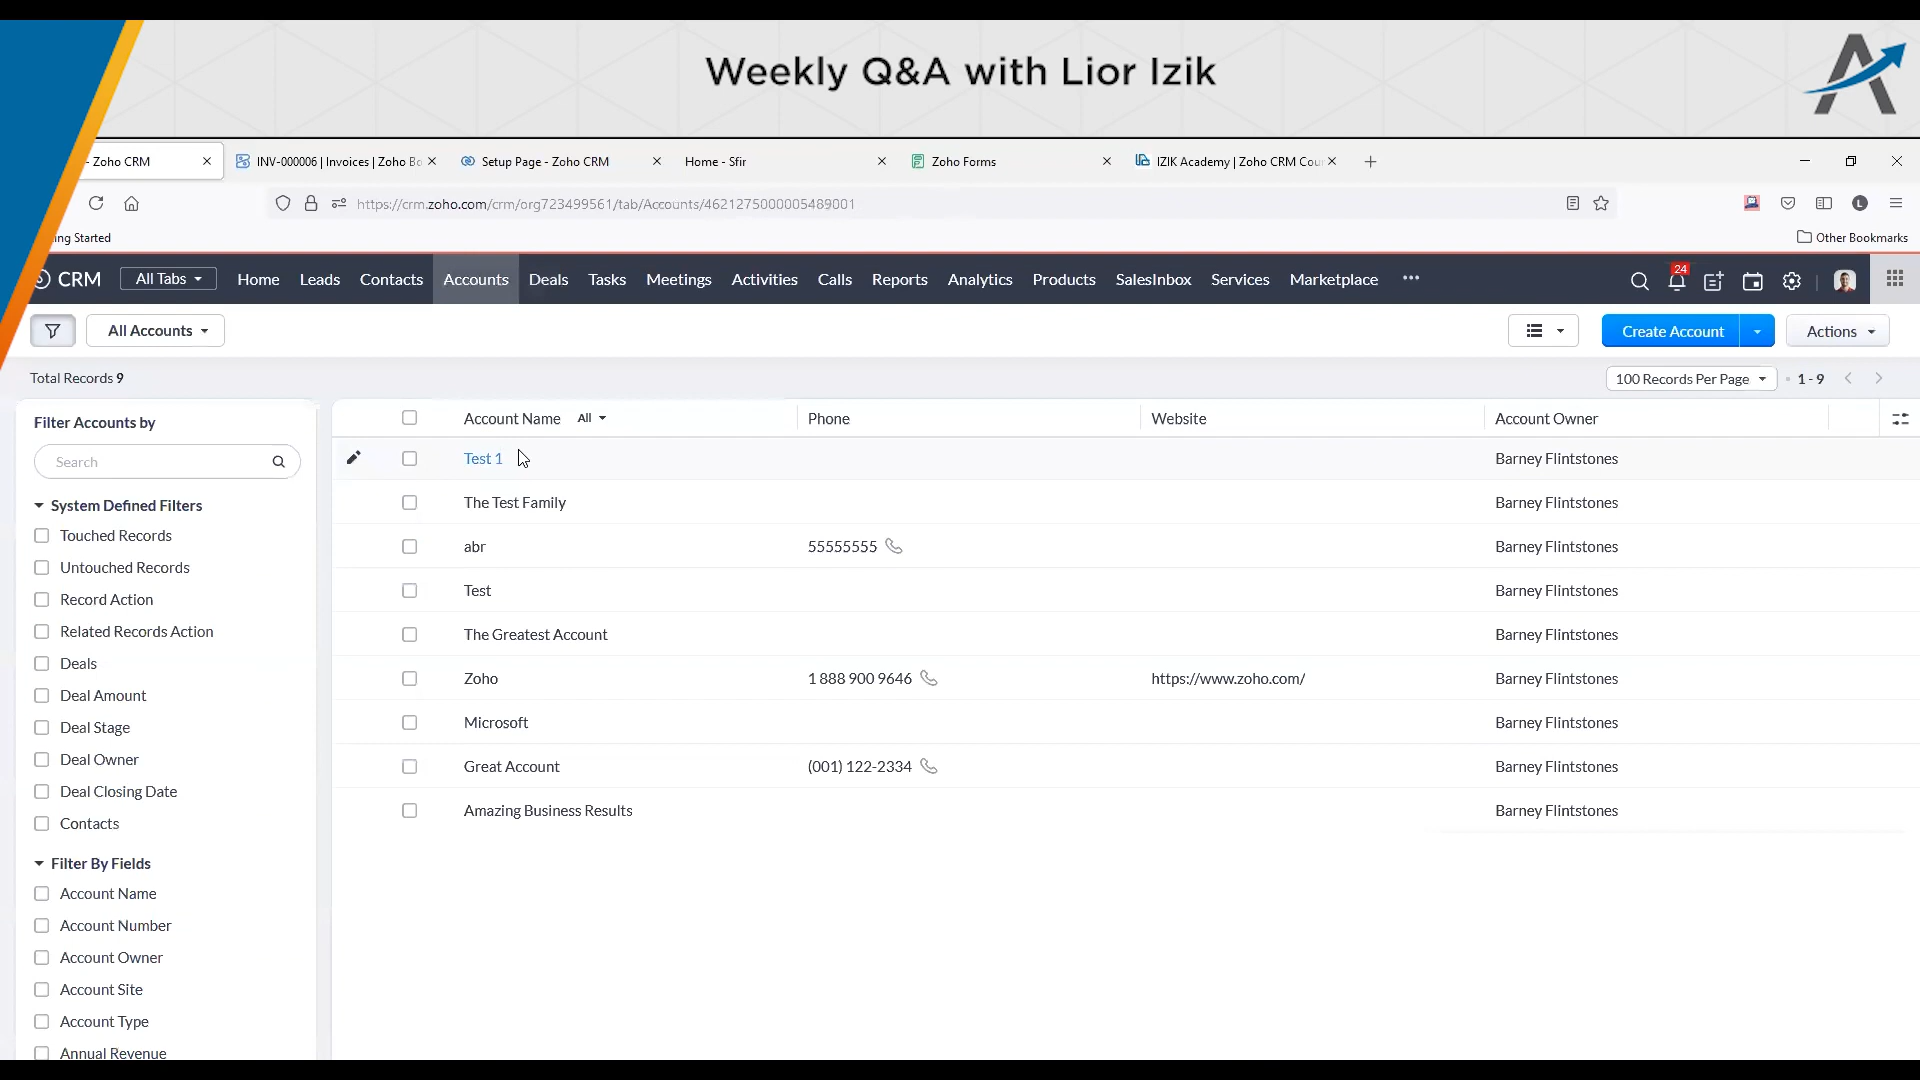 Weekly Q&A with Lior Izik
- Zoho CRM
INV-000006 | Invoices | Zoho Bo
Setup Page - Zoho CRM
Home - Sfir
Zoho Forms
IZIK Academy | Zoho CRM Cou
https://crm.zoho.com/crm/org723499561/tab/Accounts/4621275000005489001
L
ing Started
Other Bookmarks
CRM
All Tabs
Home
Leads
Contacts
Accounts
Deals
Tasks
Meetings
Activities
Calls
Reports
Analytics
Products
SalesInbox
Services
Marketplace
24
All Accounts
Create Account
Actions
Total Records 9
100 Records Per Page
1 - 9
Filter Accounts by
Search
System Defined Filters
Touched Records
Untouched Records
Record Action
Related Records Action
Deals
Deal Amount
Deal Stage
Deal Owner
Deal Closing Date
Contacts
Filter By Fields
Account Name
Account Number
Account Owner
Account Site
Account Type
Annual Revenue
Account Name All Phone Website Account Owner
Test 1 Barney Flintstones
The Test Family Barney Flintstones
abr 55555555 Barney Flintstones
Test Barney Flintstones
The Greatest Account Barney Flintstones
Zoho 1 888 900 9646 https://www.zoho.com/ Barney Flintstones
Microsoft Barney Flintstones
Great Account (001) 122-2334 Barney Flintstones
Amazing Business Results Barney Flintstones